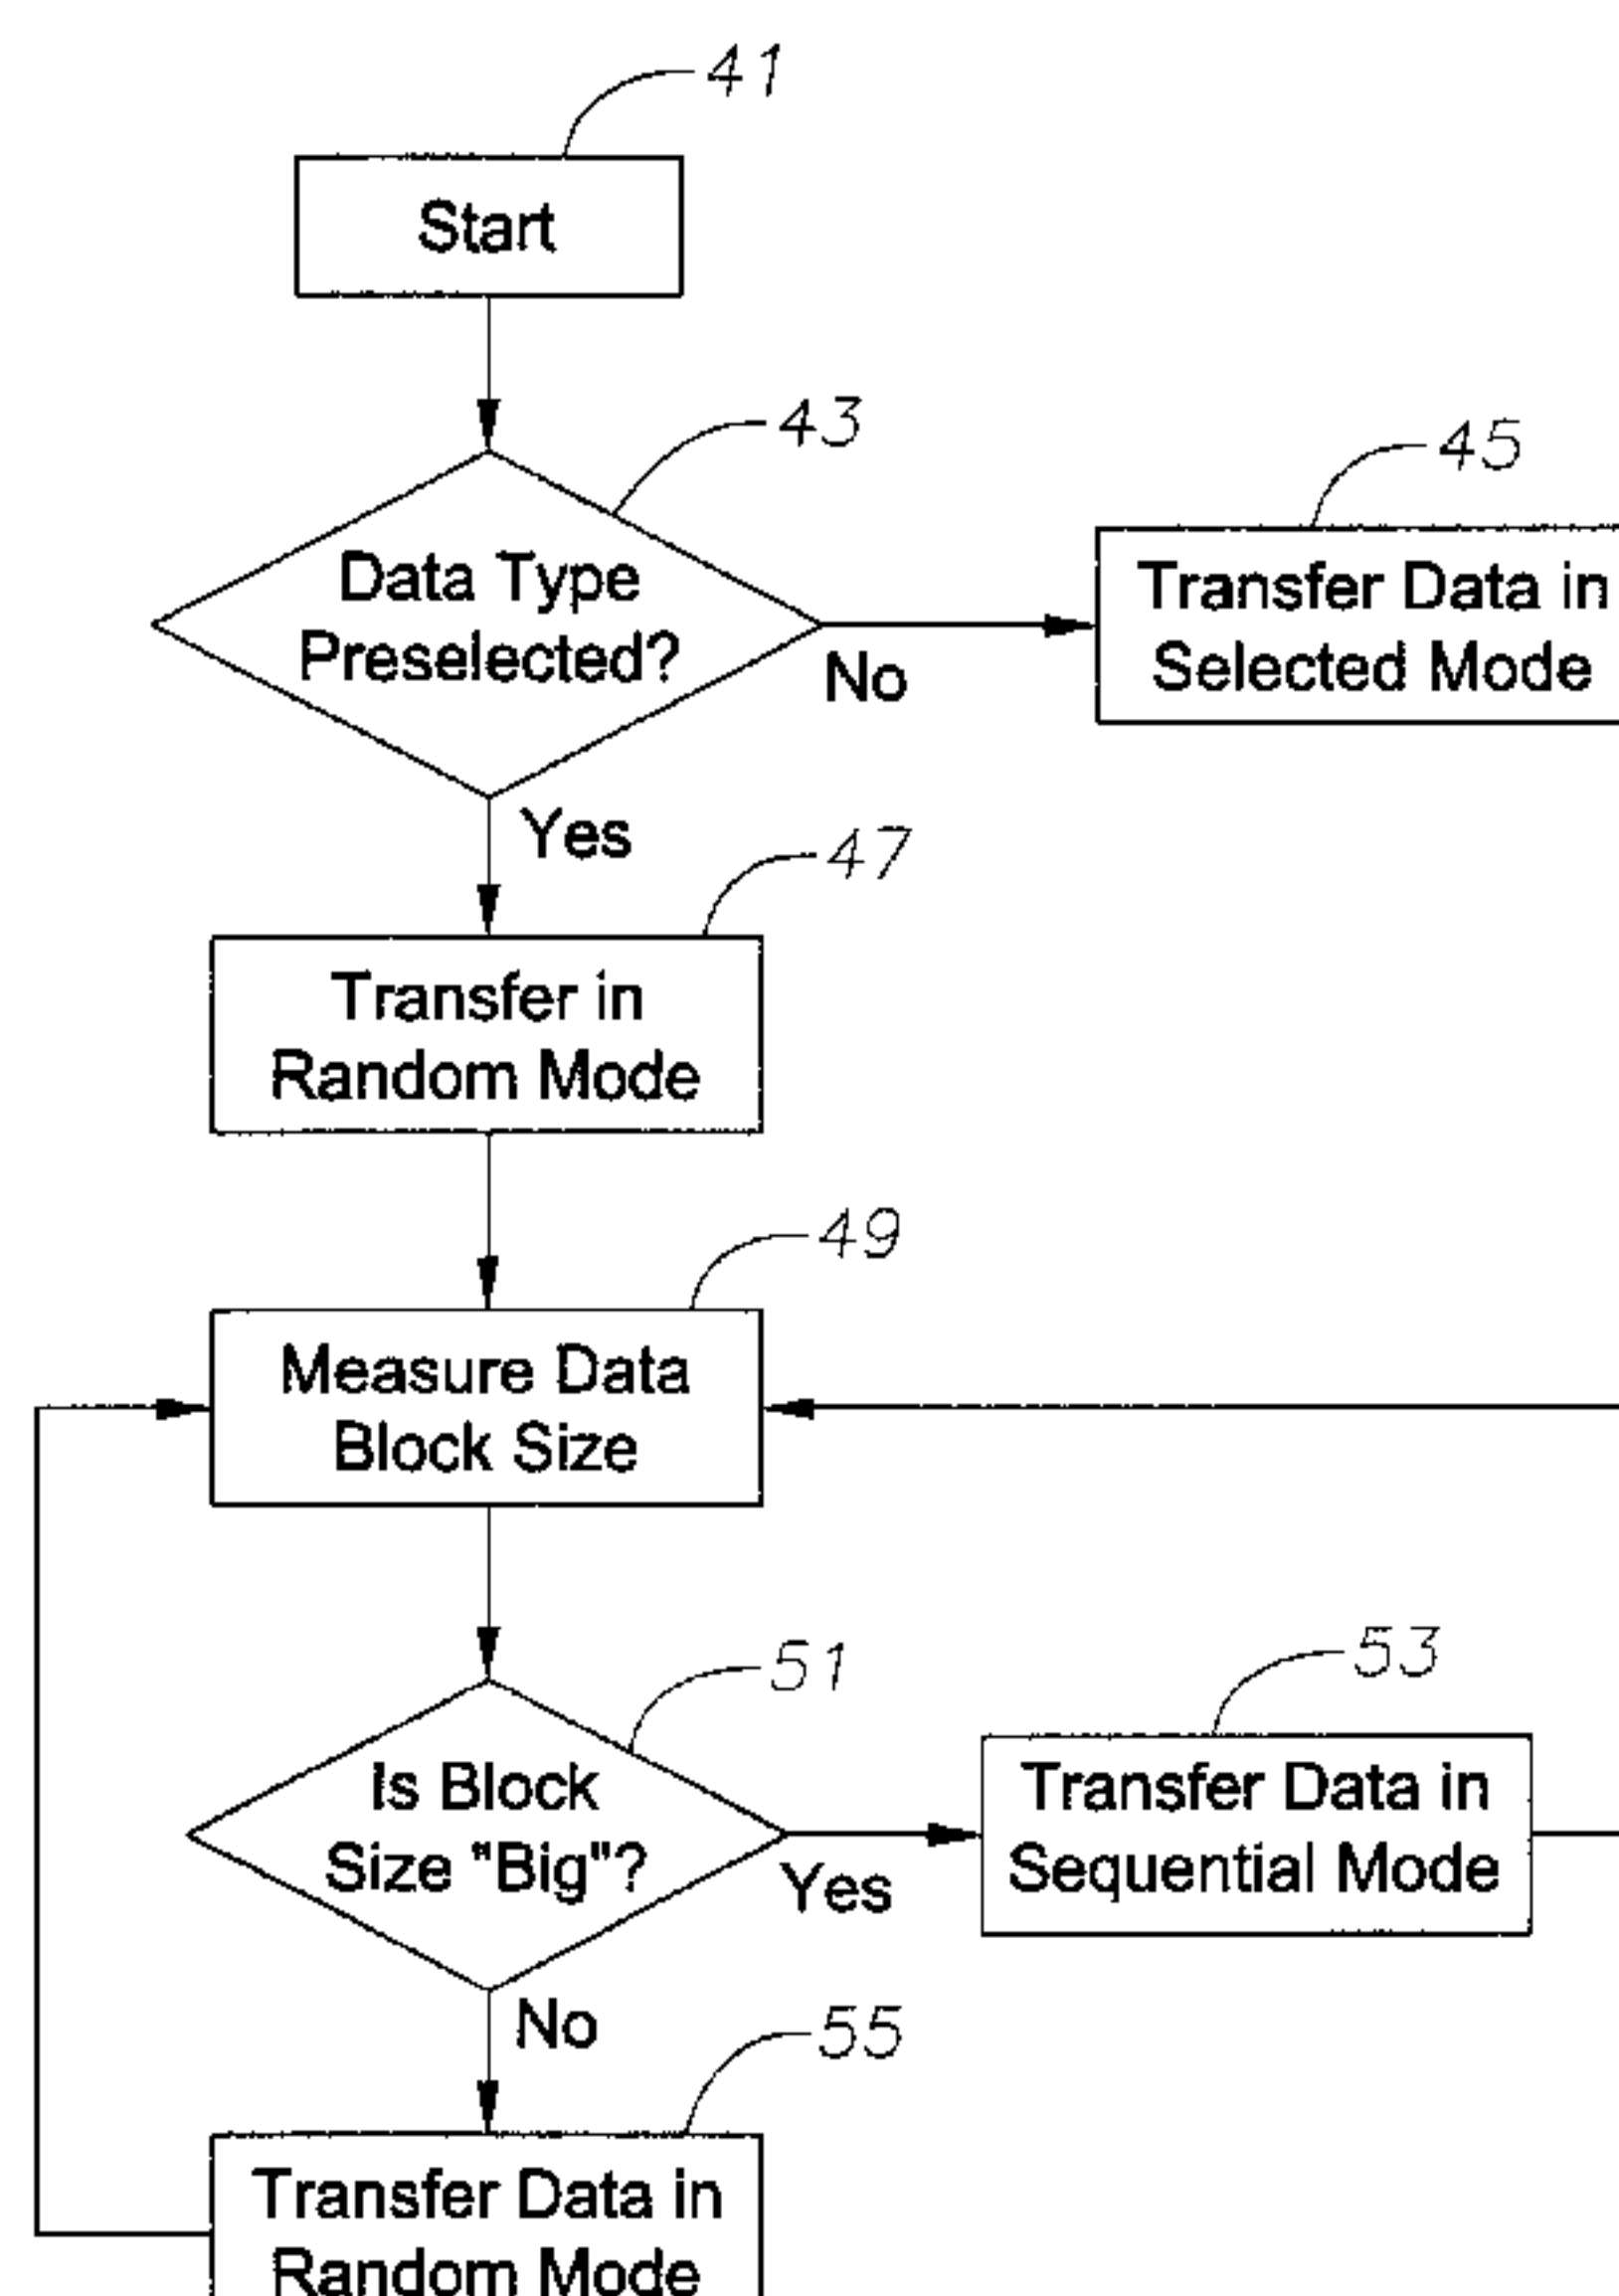 41
Start
43
Data Type
Preselected?
No
45
Transfer Data in
Selected Mode
Yes
47
Transfer in
Random Mode
49
Measure Data
Block Size
51
Is Block
Size "Big"?
Yes
53
Transfer Data in
Sequential Mode
No
55
Transfer Data in
Random Mode